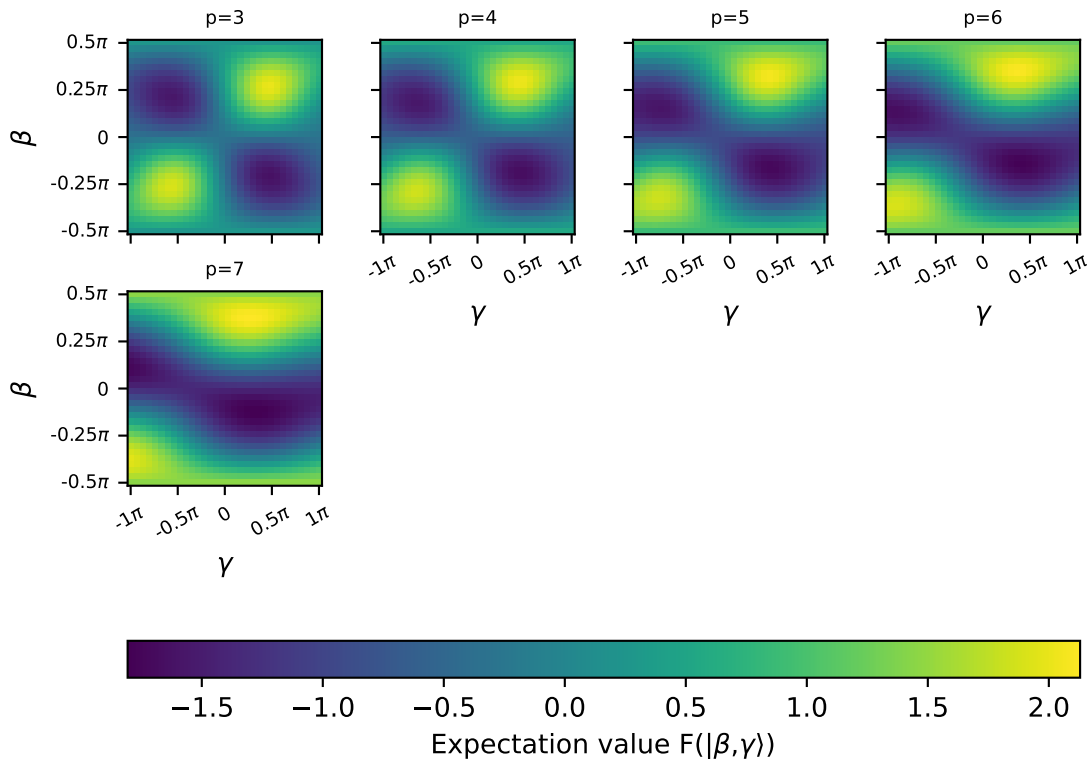 p=3 p=4 p=5 p=6
0.5π
0.25π
β
0
-0.25π
-0.5π
-1π -0.5π 0 0.5π 1π -1π -0.5π 0 0.5π 1π -1π -0.5π 0 0.5π 1π
γ γ γ
p=7
0.5π
0.25π
β
0
-0.25π
-0.5π
-1π -0.5π 0 0.5π 1π
γ
−1.5 −1.0 −0.5 0.0 0.5 1.0 1.5 2.0
Expectation value F(|β,γ⟩)